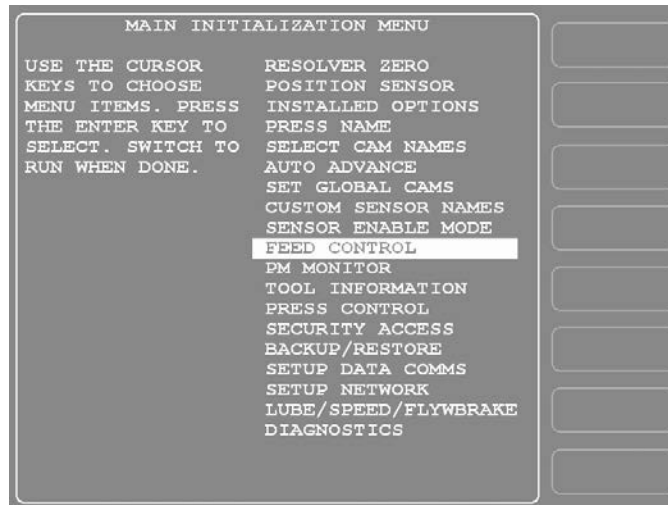 MAIN INITIALIZATION MENU
USE THE CURSOR
KEYS TO CHOOSE
MENU ITEMS. PRESS
THE ENTER KEY TO
SELECT. SWITCH TO
RUN WHEN DONE.
RESOLVER ZERO
POSITION SENSOR
INSTALLED OPTIONS
PRESS NAME
SELECT CAM NAMES
AUTO ADVANCE
SET GLOBAL CAMS
CUSTOM SENSOR NAMES
SENSOR ENABLE MODE
FEED CONTROL
PM MONITOR
TOOL INFORMATION
PRESS CONTROL
SECURITY ACCESS
BACKUP/RESTORE
SETUP DATA COMMS
SETUP NETWORK
LUBE/SPEED/FLYWBRAKE
DIAGNOSTICS